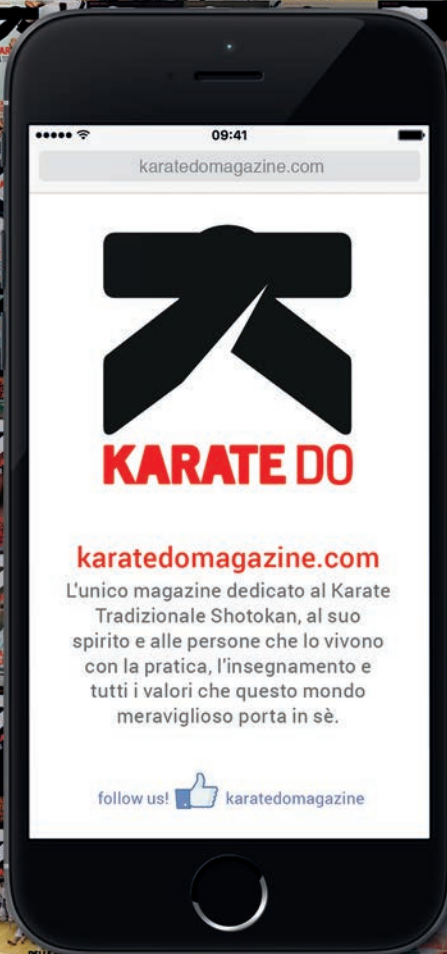 09:41
karatedomagazine.com
KARATE DO
karatedomagazine.com
L'unico magazine dedicato al Karate
Tradizionale Shotokan, al suo
spirito e alle persone che lo vivono
con la pratica, l'insegnamento e
tutti i valori che questo mondo
meraviglioso porta in sè.
follow us! karatedomagazine